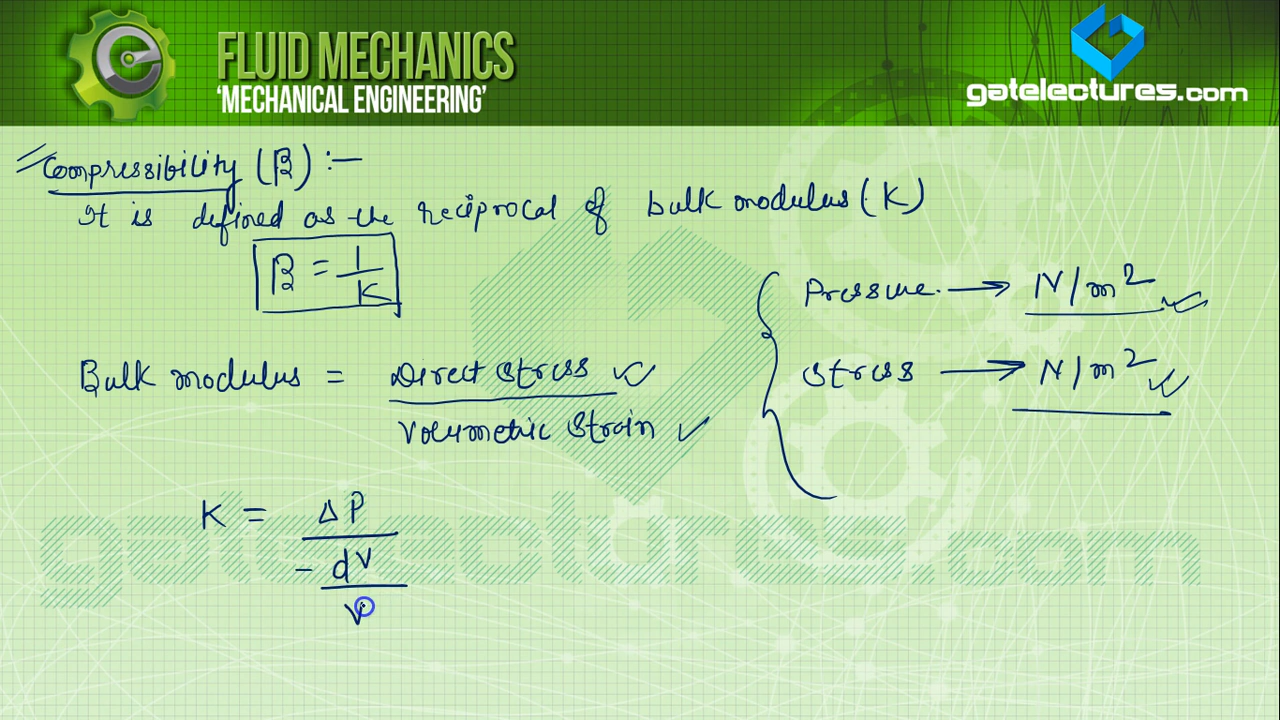 FLUID MECHANICS
'MECHANICAL ENGINEERING'
gatelectures.com
Compressibility (β) :-
It is defined as the reciprocal of bulk modulus (K)
β = 1/K
Pressure. → N/m²
Bulk modulus = Direct stress / Volumetric strain
Stress → N/m²
K = ΔP / - dV / V
gatelectures.com